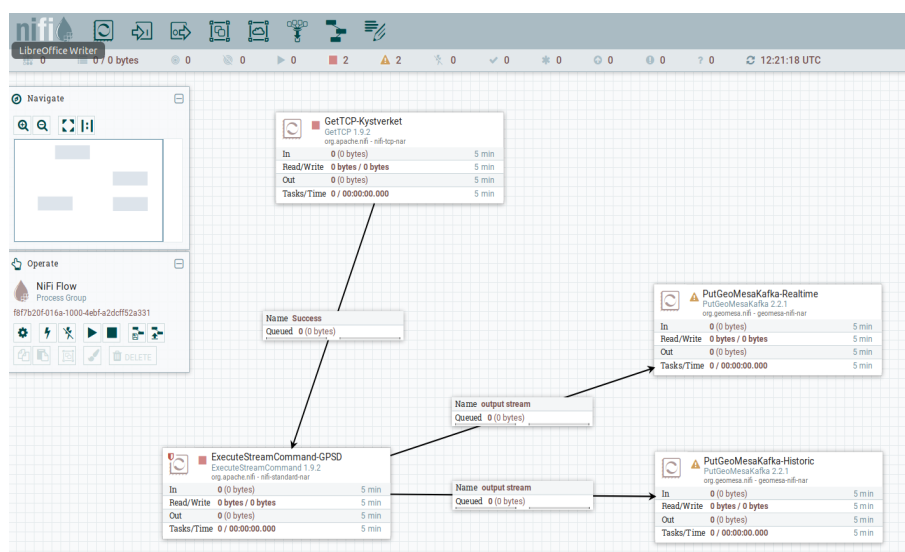 nifi
LibreOffice Writer
0
0 / 0 bytes
0
0
0
2
2
0
0
0
0
0
? 0
12:21:18 UTC
Navigate
Operate
NiFi Flow
Process Group
f8f7b20f-016a-1000-4ebf-a2dcff52a331
DELETE
GetTCP-Kystverket
GetTCP 1.9.2
org.apache.nifi - nifi-tcp-nar
In 0 (0 bytes) 5 min
Read/Write 0 bytes / 0 bytes 5 min
Out 0 (0 bytes) 5 min
Tasks/Time 0 / 00:00:00.000 5 min
Name Success
Queued 0 (0 bytes)
PutGeoMesaKafka-Realtime
PutGeoMesaKafka 2.2.1
org.geomesa.nifi - geomesa-nifi-nar
In 0 (0 bytes) 5 min
Read/Write 0 bytes / 0 bytes 5 min
Out 0 (0 bytes) 5 min
Tasks/Time 0 / 00:00:00.000 5 min
Name output stream
Queued 0 (0 bytes)
ExecuteStreamCommand-GPSD
ExecuteStreamCommand 1.9.2
org.apache.nifi - nifi-standard-nar
In 0 (0 bytes) 5 min
Read/Write 0 bytes / 0 bytes 5 min
Out 0 (0 bytes) 5 min
Tasks/Time 0 / 00:00:00.000 5 min
Name output stream
Queued 0 (0 bytes)
PutGeoMesaKafka-Historic
PutGeoMesaKafka 2.2.1
org.geomesa.nifi - geomesa-nifi-nar
In 0 (0 bytes) 5 min
Read/Write 0 bytes / 0 bytes 5 min
Out 0 (0 bytes) 5 min
Tasks/Time 0 / 00:00:00.000 5 min